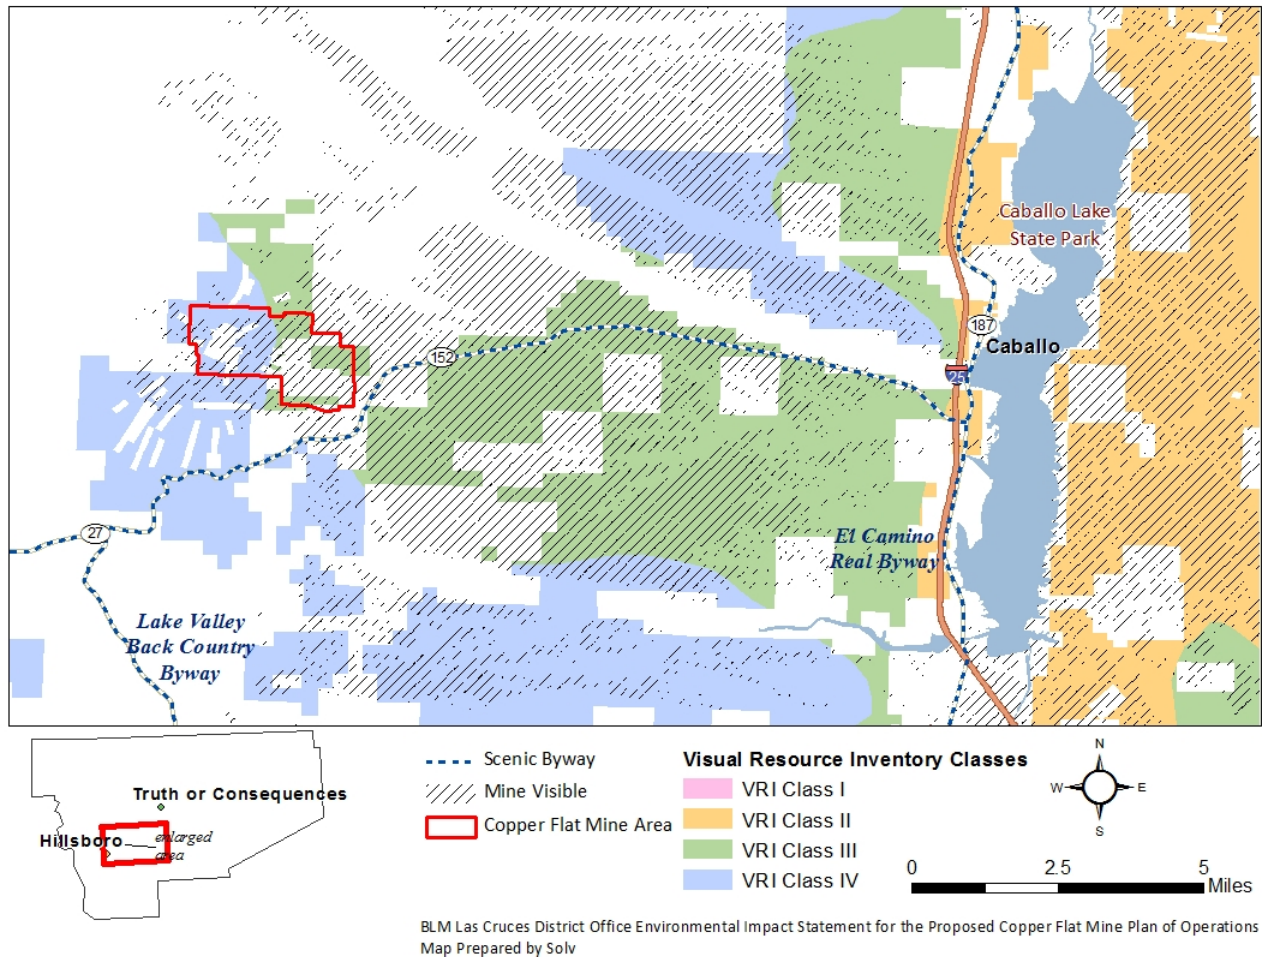 Caballo Lake
State Park
187
Caballo
152
25
27
El Camino
Real Byway
Lake Valley
Back Country
Byway
Truth or Consequences
Hillsboro
enlarged
area
Scenic Byway
Mine Visible
Copper Flat Mine Area
Visual Resource Inventory Classes
VRI Class I
VRI Class II
VRI Class III
VRI Class IV
N
W E
S
0 2.5 5
Miles
BLM Las Cruces District Office Environmental Impact Statement for the Proposed Copper Flat Mine Plan of Operations
Map Prepared by Solv